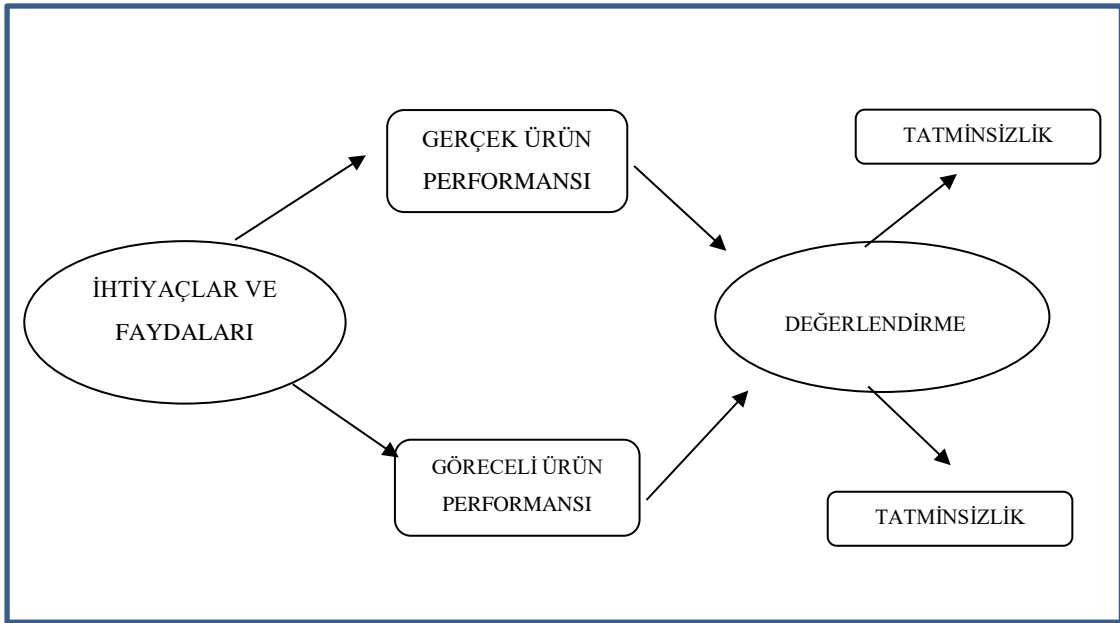 GERÇEK ÜRÜN
PERFORMANSI
TATMİNSİZLİK
İHTİYAÇLAR VE
FAYDALARI
DEĞERLENDİRME
GÖRECELİ ÜRÜN
PERFORMANSI
TATMİNSİZLİK